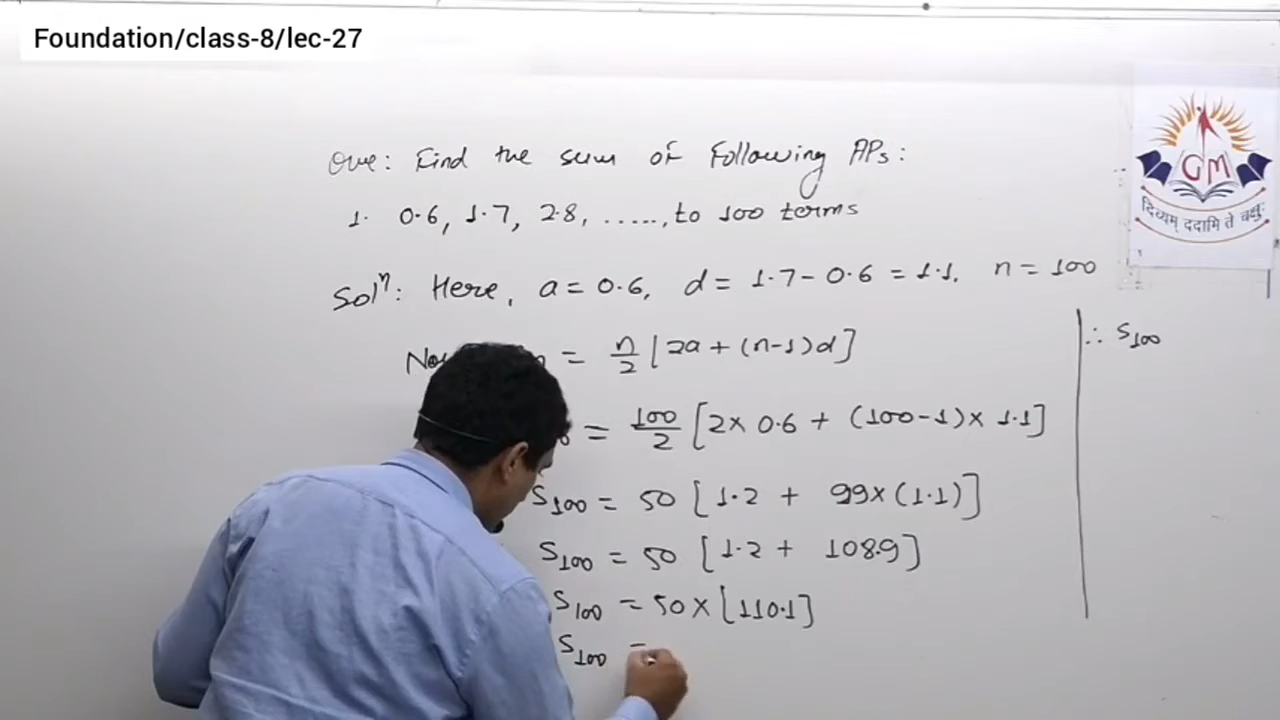 Foundation/class-8/lec-27
Que: Find the sum of following APs:
1. 0.6, 1.7, 2.8, ....., to 100 terms
Solⁿ: Here, a = 0.6, d = 1.7 - 0.6 = 1.1, n = 100
= n/2 [2a + (n-1)d]
= 100/2 [2× 0.6 + (100-1)× 1.1]
S₁₀₀ = 50 [1.2 + 99×(1.1)]
S₁₀₀ = 50 [1.2 + 108.9]
S₁₀₀ = 50×[110.1]
S₁₀₀ =
∴ S₁₀₀
GM
दिव्यम् ददामि ते चक्षुः